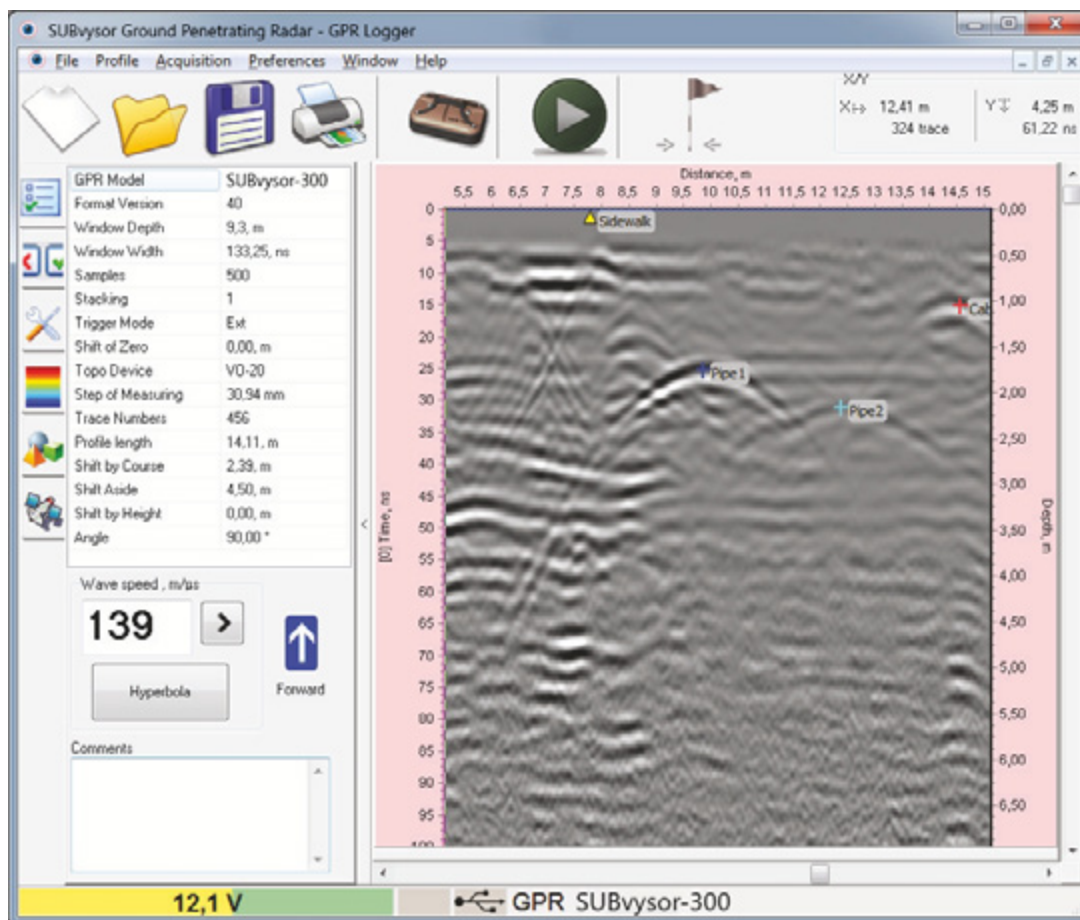 SUBvysor Ground Penetrating Radar - GPR Logger
File Profile Acquisition Preferences Window Help
X/Y
X 12,41 m Y 4,25 m
324 trace 61,22 ns
GPR Model SUBvysor-300
Format Version 40
Window Depth 9,3, m
Window Width 133,25, ns
Samples 500
Stacking 1
Trigger Mode Ext
Shift of Zero 0,00, m
Topo Device VO-20
Step of Measuring 30,94 mm
Trace Numbers 456
Profile length 14,11, m
Shift by Course 2,39, m
Shift Aside 4,50, m
Shift by Height 0,00, m
Angle 90,00 °
Wave speed , m/µs
139 >
Hyperbola
Forward
Comments
Distance, m
5,5 6 6,5 7 7,5 8 8,5 9 9,5 10 10,5 11 11,5 12 12,5 13 13,5 14 14,5 15
0 0,00
Sidewalk
5 0,50
10
15 1,00
Cab
20 1,50
25
Pipe1
30 2,00
Pipe2
35 2,50
40 3,00
45
50 3,50
55 4,00
60
65 4,50
70 5,00
75
80 5,50
85 6,00
90
95 6,50
100
[0] Time, ns
Depth, m
12,1 V
GPR SUBvysor-300